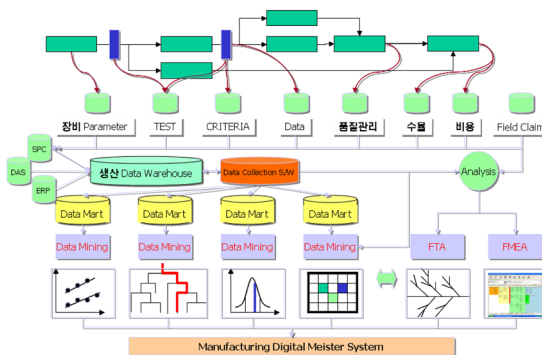 장비 Parameter
TEST
CRITERIA
Data
품질관리
수율
비용
Field Claim
SPC
DAS
ERP
생산 Data Warehouse
Data Collection S/W
Analysis
Data Mart
Data Mart
Data Mart
Data Mart
Data Mining
Data Mining
Data Mining
Data Mining
FTA
FMEA
Manufacturing Digital Meister System